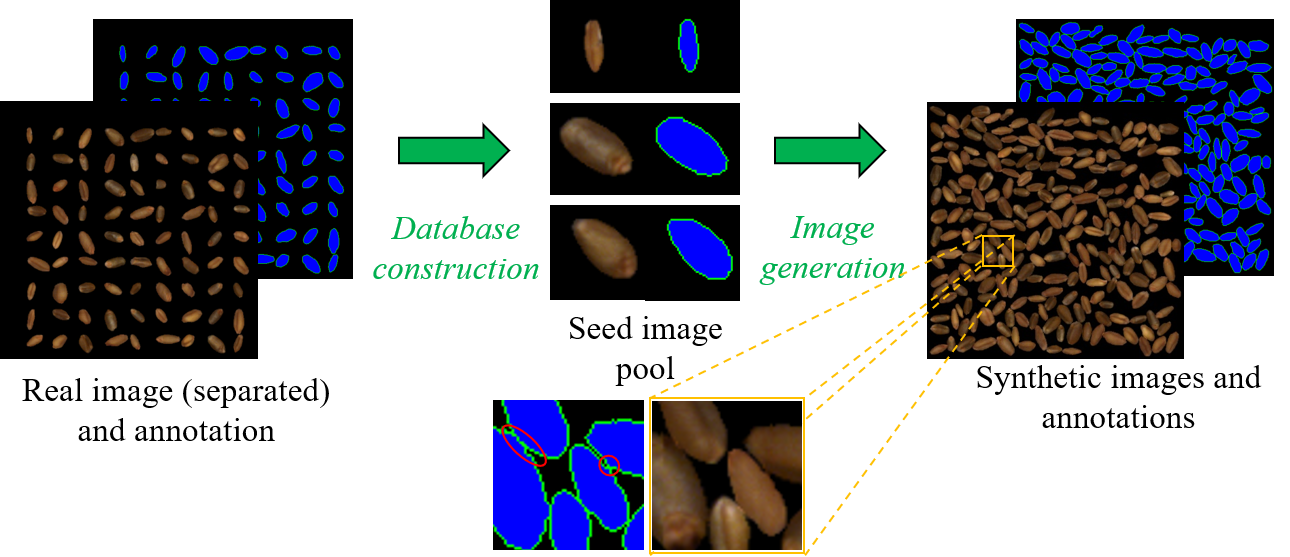 Real image (separated)
and annotation
Database
construction
Seed image
pool
Image
generation
Synthetic images and
annotations